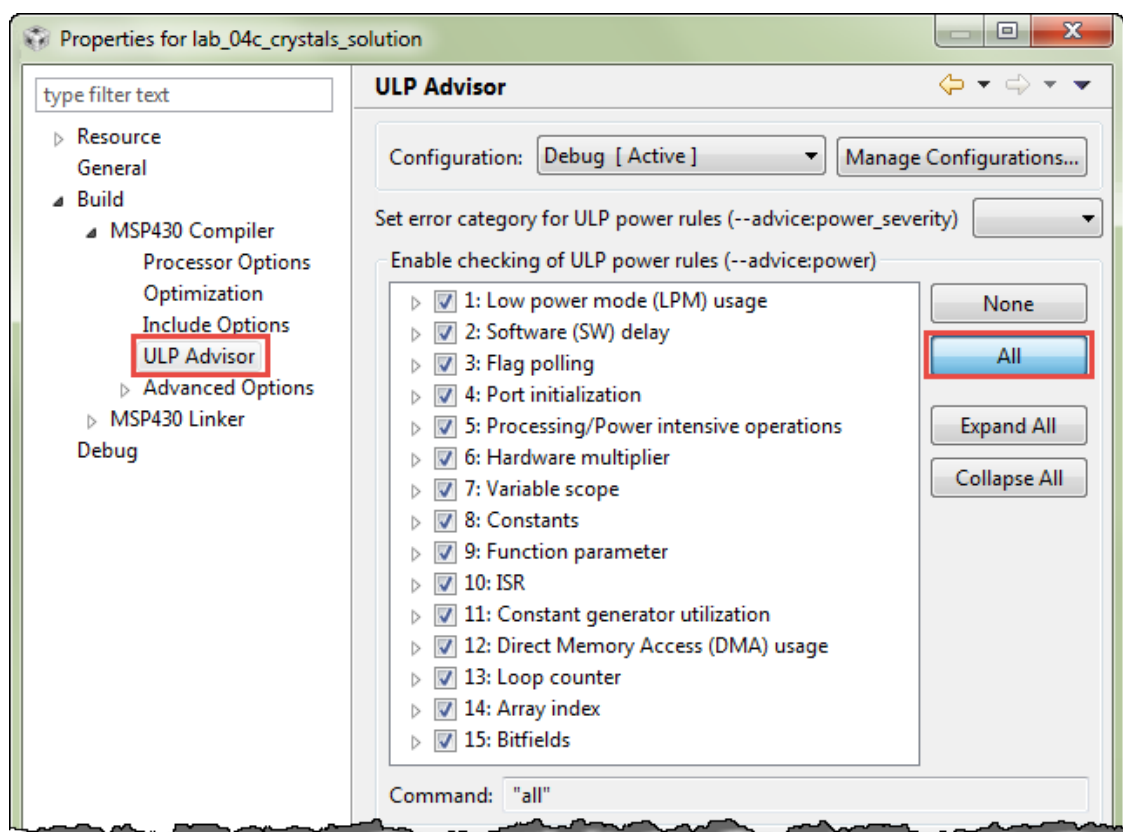 Properties for lab_04c_crystals_solution
type filter text
Resource
General
Build
MSP430 Compiler
Processor Options
Optimization
Include Options
ULP Advisor
Advanced Options
MSP430 Linker
Debug
ULP Advisor
Configuration: Debug [ Active ] Manage Configurations...
Set error category for ULP power rules (--advice:power_severity)
Enable checking of ULP power rules (--advice:power)
1: Low power mode (LPM) usage
2: Software (SW) delay
3: Flag polling
4: Port initialization
5: Processing/Power intensive operations
6: Hardware multiplier
7: Variable scope
8: Constants
9: Function parameter
10: ISR
11: Constant generator utilization
12: Direct Memory Access (DMA) usage
13: Loop counter
14: Array index
15: Bitfields
None
All
Expand All
Collapse All
Command: "all"